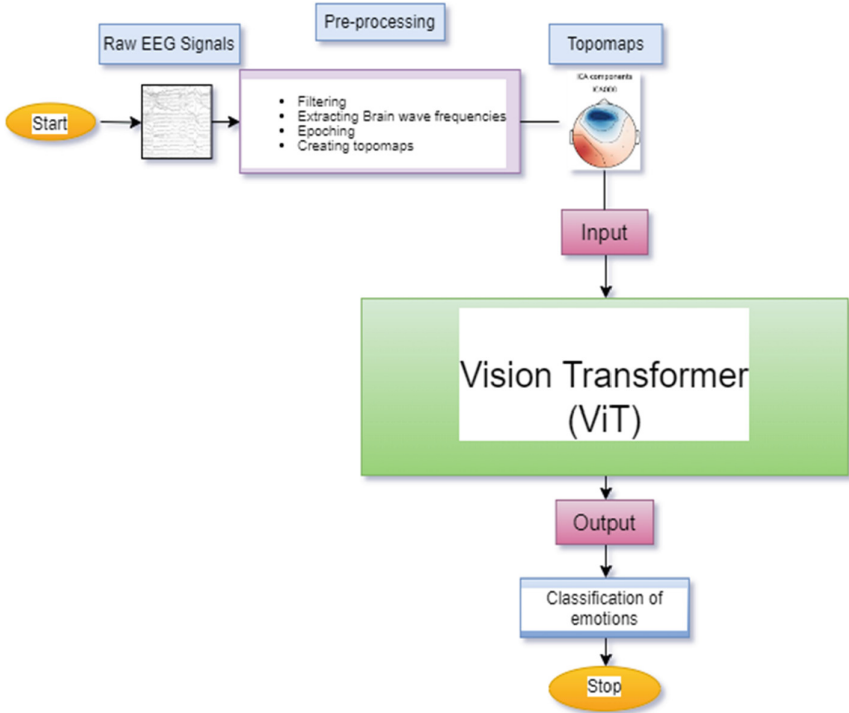 Pre-processing
Raw EEG Signals
Topomaps
ICA components
ICA000
Start
Filtering
Extracting Brain wave frequencies
Epoching
Creating topomaps
Input
Vision Transformer
(ViT)
Output
Classification of
emotions
Stop